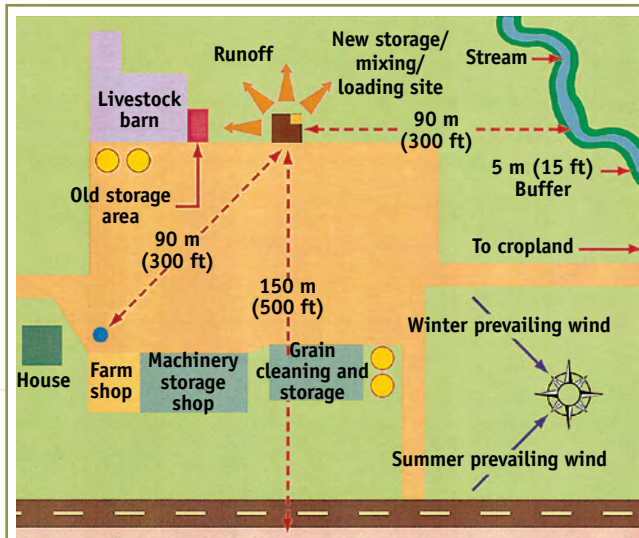 Runoff
New storage/
mixing/
loading site
Stream
Livestock
barn
90 m
(300 ft)
5 m (15 ft)
Buffer
Old storage
area
90 m
(300 ft)
To cropland
150 m
(500 ft)
Winter prevailing wind
House
Farm
shop
Machinery
storage
shop
Grain
cleaning and
storage
Summer prevailing wind